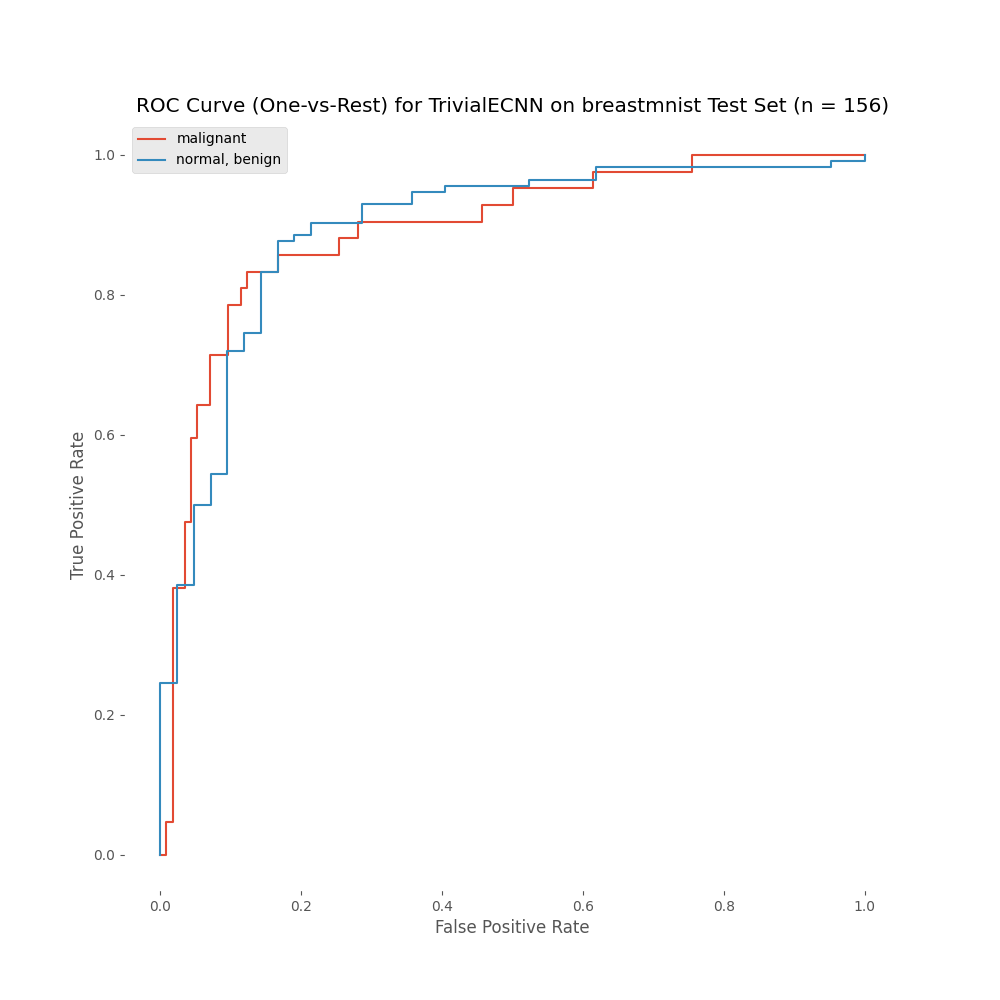 ROC Curve (One-vs-Rest) for TrivialECNN on breastmnist Test Set (n = 156)
malignant
normal, benign
1.0
0.8
0.6
0.4
0.2
0.0
True Positive Rate
0.0 0.2 0.4 0.6 0.8 1.0
False Positive Rate